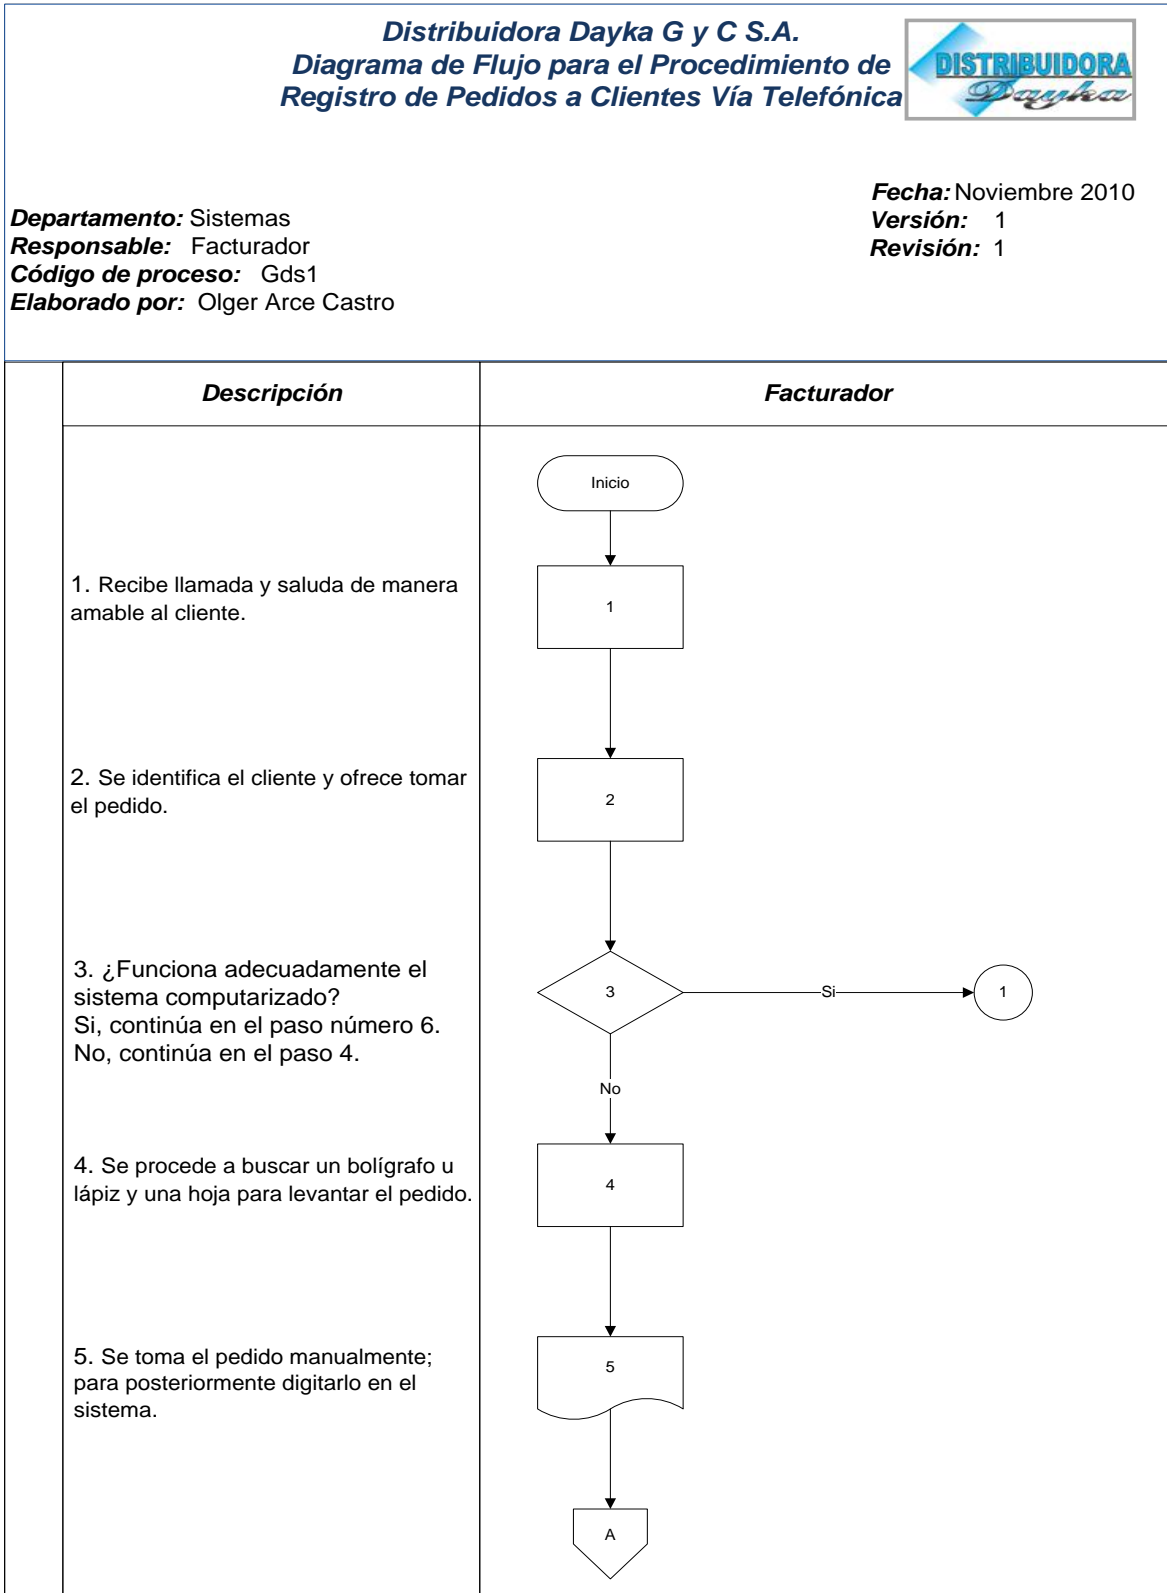 Distribuidora Dayka G y C S.A.
Diagrama de Flujo para el Procedimiento de
Registro de Pedidos a Clientes Vía Telefónica
DISTRIBUIDORA
Dayka
Fecha: Noviembre 2010
Versión: 1
Revisión: 1
Departamento: Sistemas
Responsable: Facturador
Código de proceso: Gds1
Elaborado por: Olger Arce Castro
Descripción
Facturador
Inicio
1. Recibe llamada y saluda de manera
amable al cliente.
1
2. Se identifica el cliente y ofrece tomar
el pedido.
2
3. ¿Funciona adecuadamente el
sistema computarizado?
Si, continúa en el paso número 6.
No, continúa en el paso 4.
3
Si
1
No
4. Se procede a buscar un bolígrafo u
lápiz y una hoja para levantar el pedido.
4
5. Se toma el pedido manualmente;
para posteriormente digitarlo en el
sistema.
5
A